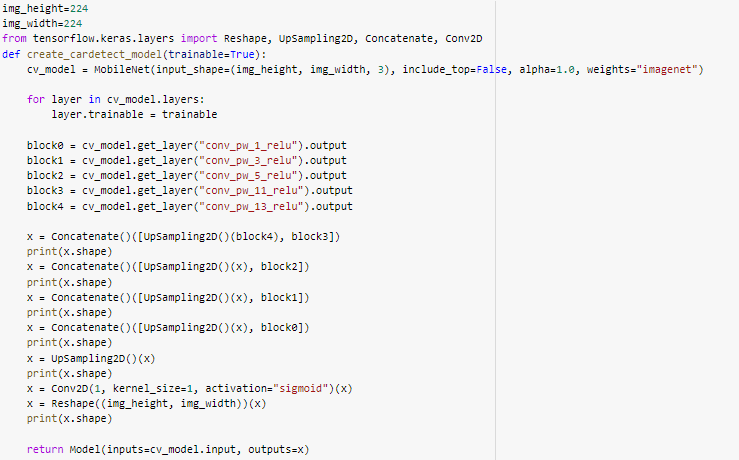 img_height=224
img_width=224
from tensorflow.keras.layers import Reshape, UpSampling2D, Concatenate, Conv2D
def create_cardetect_model(trainable=True):
    cv_model = MobileNet(input_shape=(img_height, img_width, 3), include_top=False, alpha=1.0, weights="imagenet")
    for layer in cv_model.layers:
        layer.trainable = trainable
    block0 = cv_model.get_layer("conv_pw_1_relu").output
    block1 = cv_model.get_layer("conv_pw_3_relu").output
    block2 = cv_model.get_layer("conv_pw_5_relu").output
    block3 = cv_model.get_layer("conv_pw_11_relu").output
    block4 = cv_model.get_layer("conv_pw_13_relu").output
    x = Concatenate()([UpSampling2D()(block4), block3])
    print(x.shape)
    x = Concatenate()([UpSampling2D()(x), block2])
    print(x.shape)
    x = Concatenate()([UpSampling2D()(x), block1])
    print(x.shape)
    x = Concatenate()([UpSampling2D()(x), block0])
    print(x.shape)
    x = UpSampling2D()(x)
    print(x.shape)
    x = Conv2D(1, kernel_size=1, activation="sigmoid")(x)
    x = Reshape((img_height, img_width))(x)
    print(x.shape)
    return Model(inputs=cv_model.input, outputs=x)